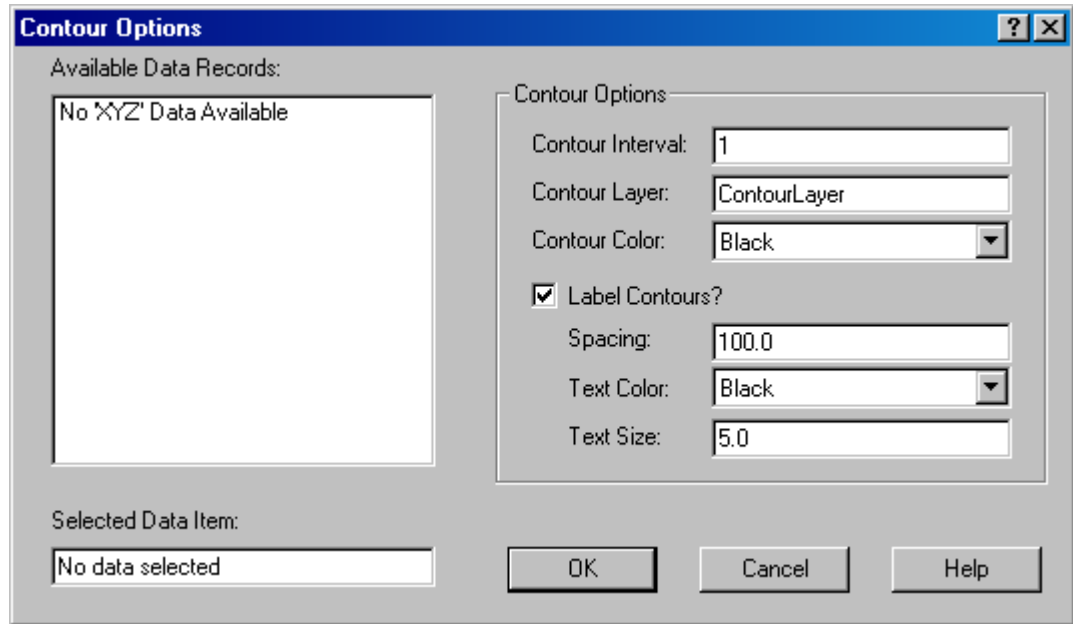 Contour Options
Available Data Records:
No 'XYZ' Data Available
Selected Data Item:
No data selected
Contour Options
Contour Interval: 1
Contour Layer: ContourLayer
Contour Color: Black
Label Contours?
Spacing: 100.0
Text Color: Black
Text Size: 5.0
OK Cancel Help